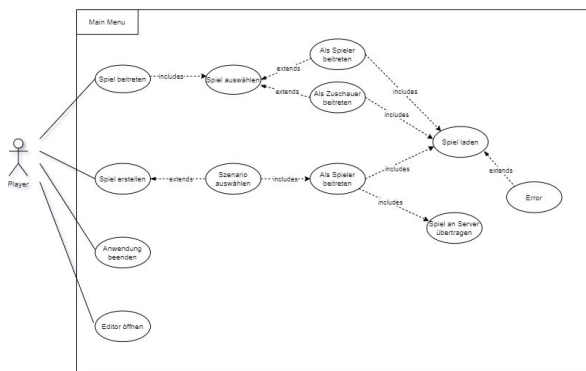 Main Menu
Als Spieler
beitreten
Spiel beitreten
includes
Spiel auswählen
extends
extends
Als Zuschauer
beitreten
includes
includes
Spiel laden
Player
Spiel erstellen
extends
Szenario
auswählen
includes
Als Spieler
beitreten
includes
includes
extends
Error
Spiel an Server
übertragen
Anwendung
beenden
Editor öffnen